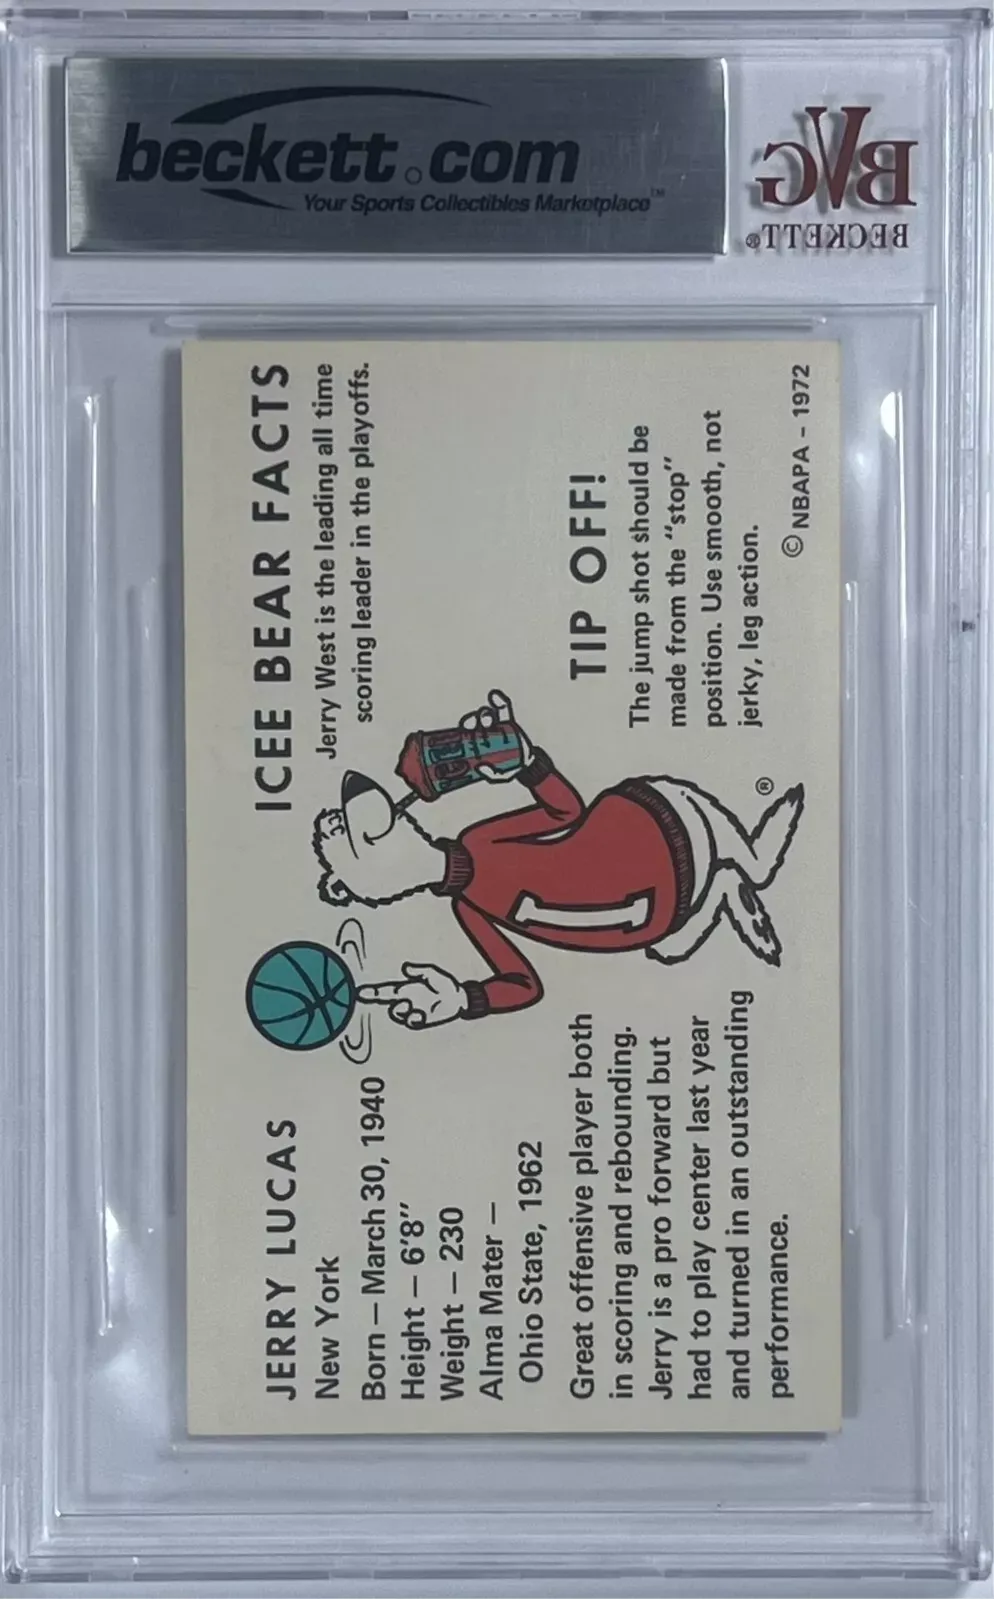 beckett.com
Your Sports Collectibles Marketplace™
BVG
BECKETT®
JERRY LUCAS
New York
Born – March 30, 1940
Height – 6'8"
Weight – 230
Alma Mater –
Ohio State, 1962
Great offensive player both
in scoring and rebounding.
Jerry is a pro forward but
had to play center last year
and turned in an outstanding
performance.
ICEE BEAR FACTS
Jerry West is the leading all time
scoring leader in the playoffs.
ICEE
1
®
TIP OFF!
The jump shot should be
made from the "stop"
position. Use smooth, not
jerky, leg action.
© NBAPA – 1972